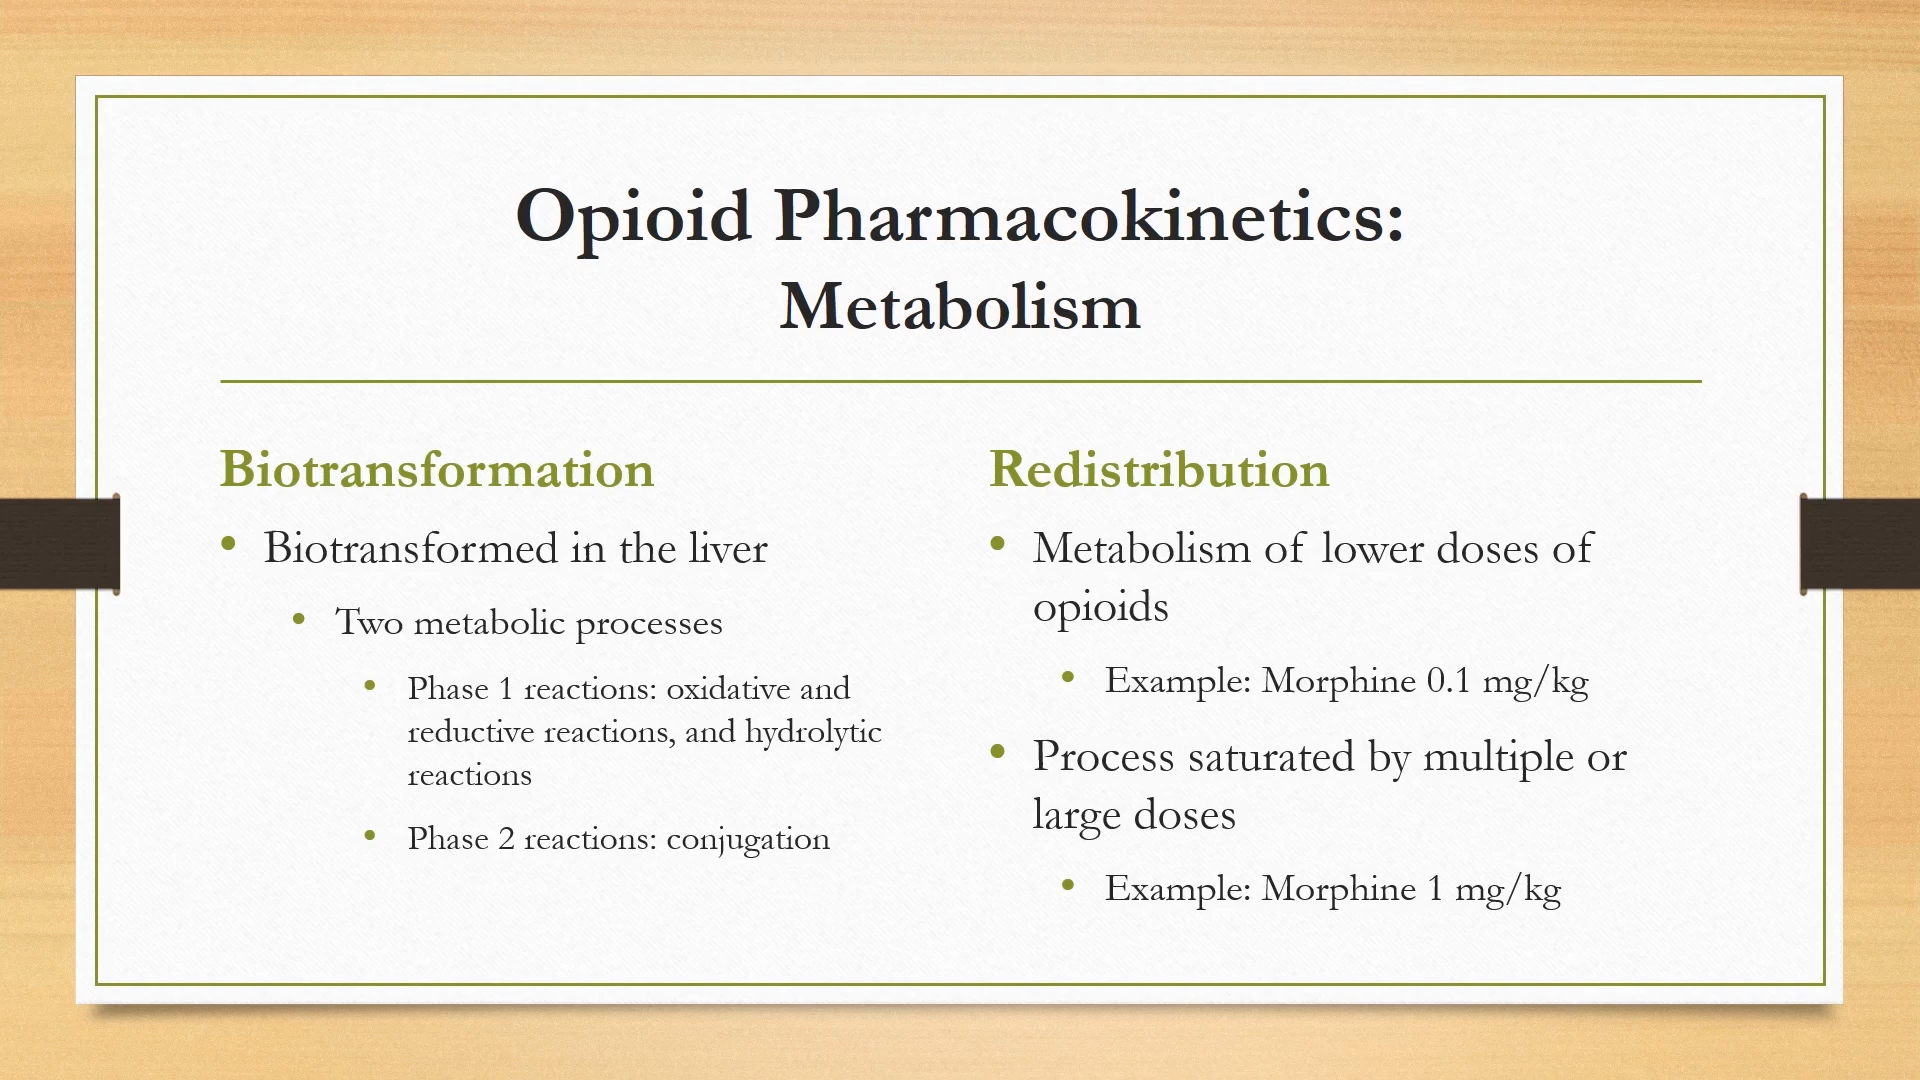 Opioid Pharmacokinetics:
Metabolism
Biotransformation
• Biotransformed in the liver
• Two metabolic processes
• Phase 1 reactions: oxidative and
reductive reactions, and hydrolytic
reactions
• Phase 2 reactions: conjugation
Redistribution
• Metabolism of lower doses of
opioids
• Example: Morphine 0.1 mg/kg
• Process saturated by multiple or
large doses
• Example: Morphine 1 mg/kg